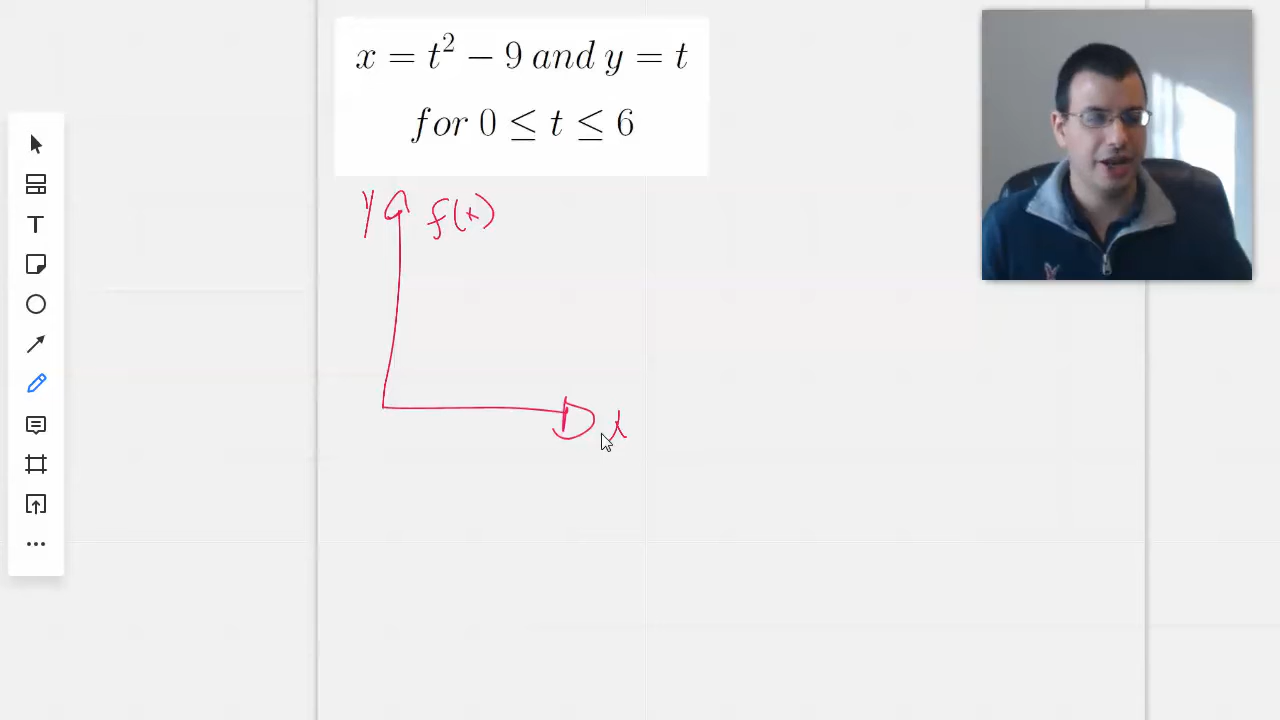 x = t² − 9 and y = t
for 0 ≤ t ≤ 6
y f(x)
T